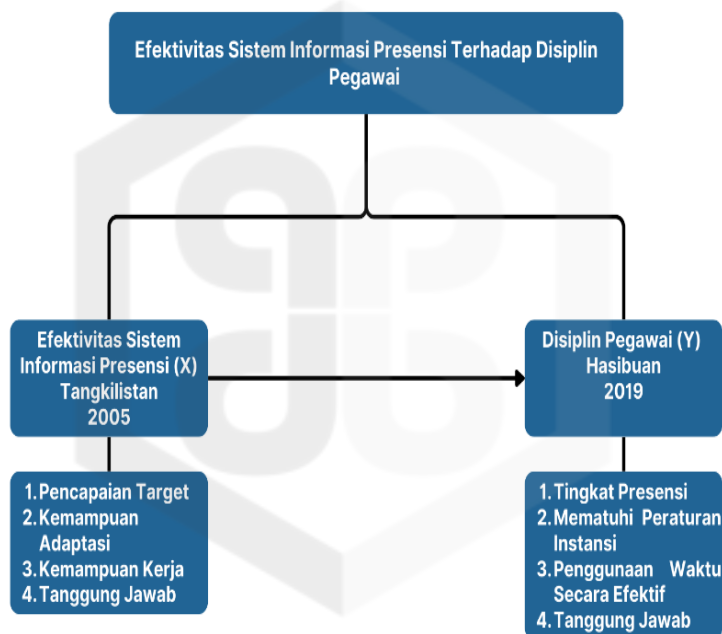 Efektivitas Sistem Informasi Presensi Terhadap Disiplin
Pegawai
Efektivitas Sistem
Informasi Presensi (X)
Tangkilistan
2005
Disiplin Pegawai (Y)
Hasibuan
2019
1. Pencapaian Target
2. Kemampuan
Adaptasi
3. Kemampuan Kerja
4. Tanggung Jawab
1. Tingkat Presensi
2. Mematuhi Peraturan
Instansi
3. Penggunaan Waktu
Secara Efektif
4. Tanggung Jawab